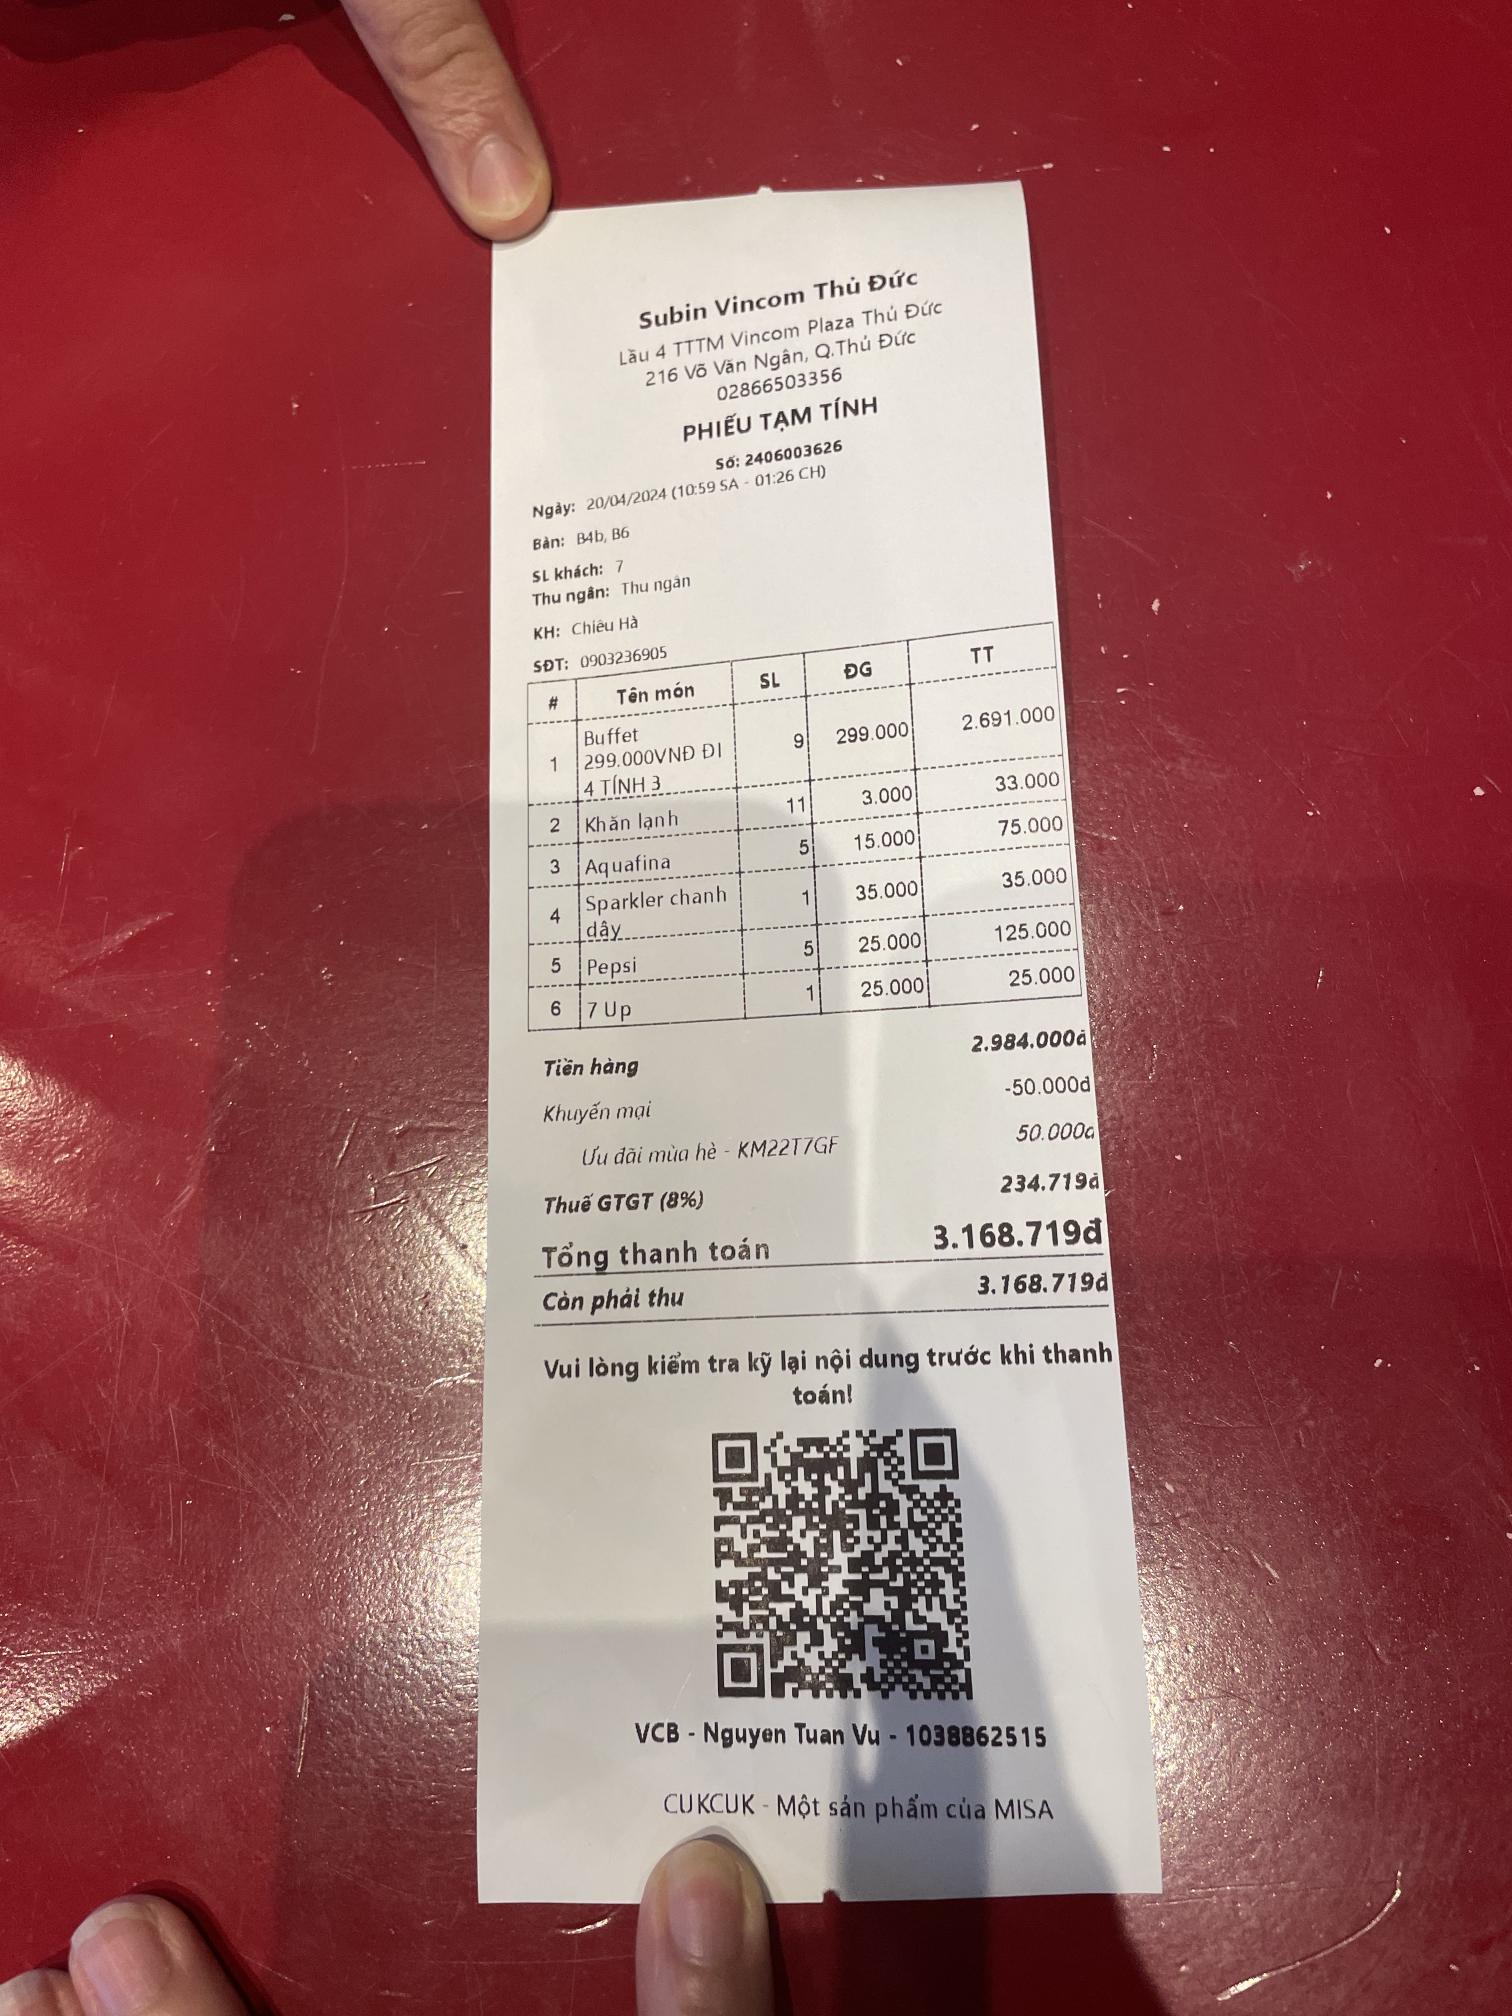 Subin Vincom Thủ Đức
Lầu 4 TTTM Vincom Plaza Thủ Đức
216 Võ Văn Ngân, Q.Thủ Đức
02866503356
PHIẾU TẠM TÍNH
Số: 2406003626
Ngày: 20/04/2024 (10:59 SA - 01:26 CH)
Bàn: B4b, B6
SL khách: 7
Thu ngân: Thu ngân
KH: Chiêu Hà
SĐT: 0903236905
# Tên món SL ĐG TT
1 Buffet 299.000VNĐ ĐI 4 TÍNH 3 9 299.000 2.691.000
2 Khăn lạnh 11 3.000 33.000
3 Aquafina 5 15.000 75.000
4 Sparkler chanh dây 1 35.000 35.000
5 Pepsi 5 25.000 125.000
6 7 Up 1 25.000 25.000
Tiền hàng 2.984.000đ
Khuyến mại -50.000đ
Ưu đãi mùa hè - KM22T7GF 50.000đ
Thuế GTGT (8%) 234.719đ
Tổng thanh toán 3.168.719đ
Còn phải thu 3.168.719đ
Vui lòng kiểm tra kỹ lại nội dung trước khi thanh
toán!
VCB - Nguyen Tuan Vu - 1038862515
CUKCUK - Một sản phẩm của MISA